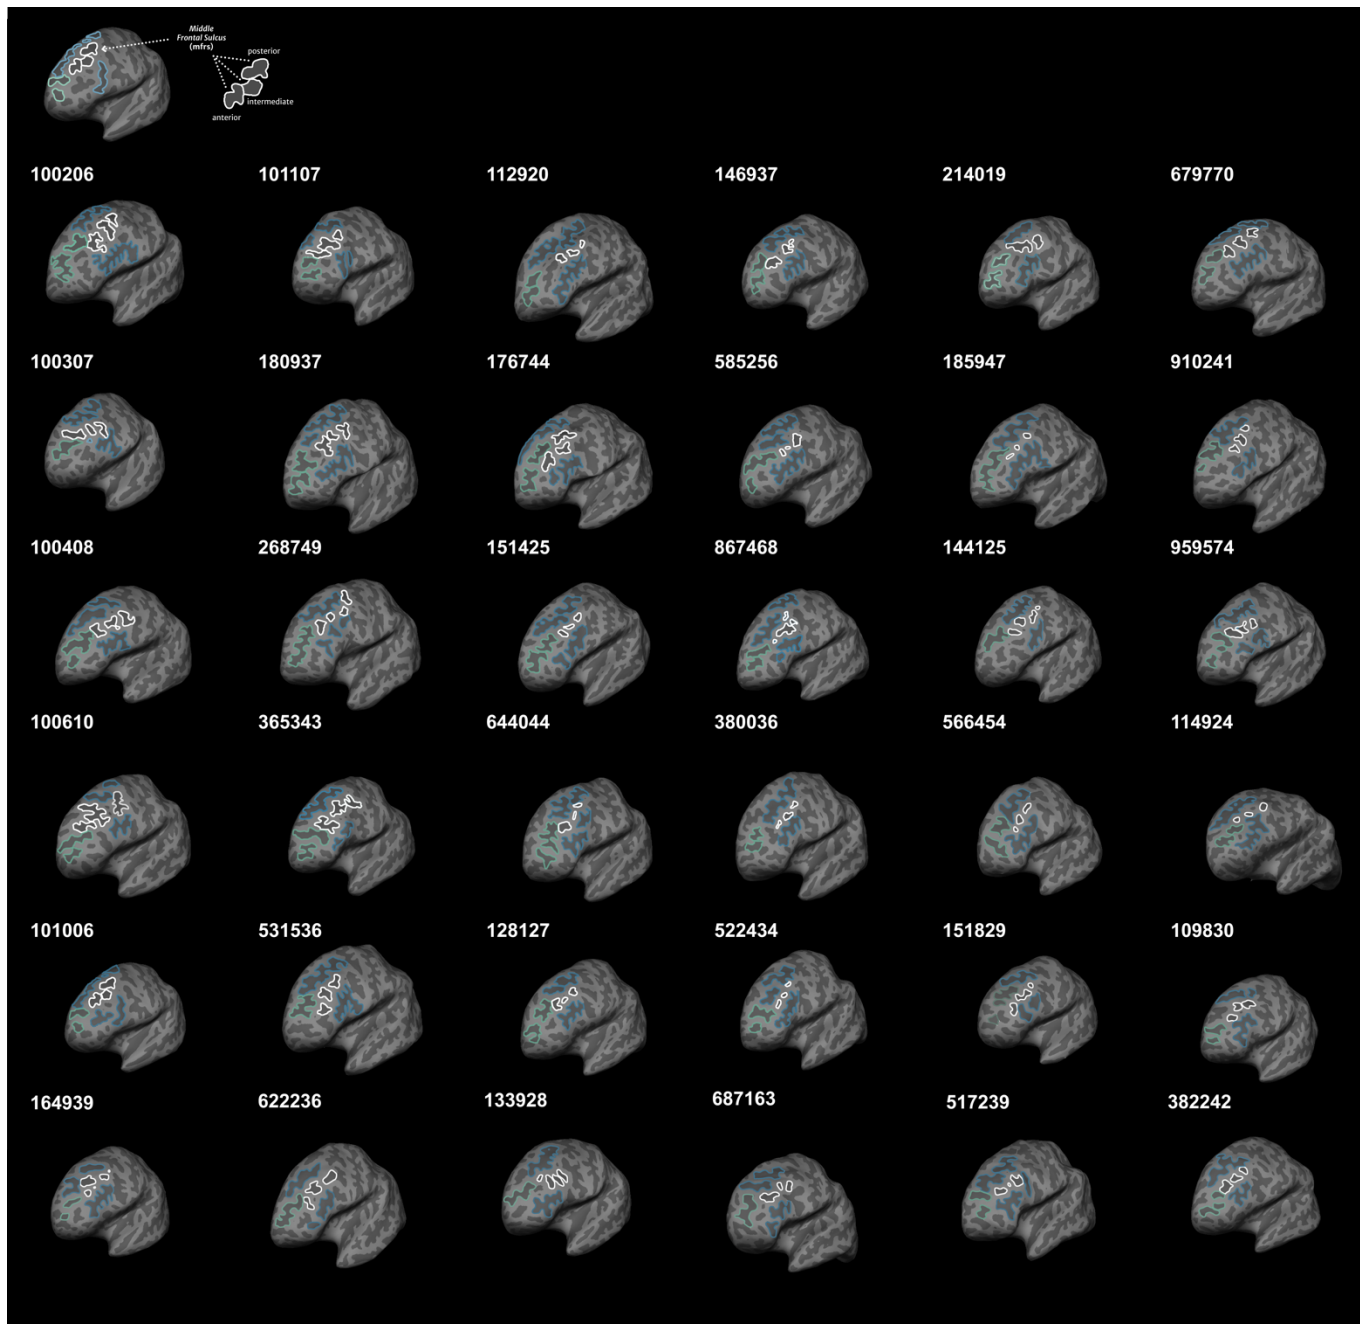 Middle
Frontal Sulcus
(mfrs)
posterior
intermediate
anterior
100206 101107 112920 146937 214019 679770
100307 180937 176744 585256 185947 910241
100408 268749 151425 867468 144125 959574
100610 365343 644044 380036 566454 114924
101006 531536 128127 522434 151829 109830
164939 622236 133928 687163 517239 382242